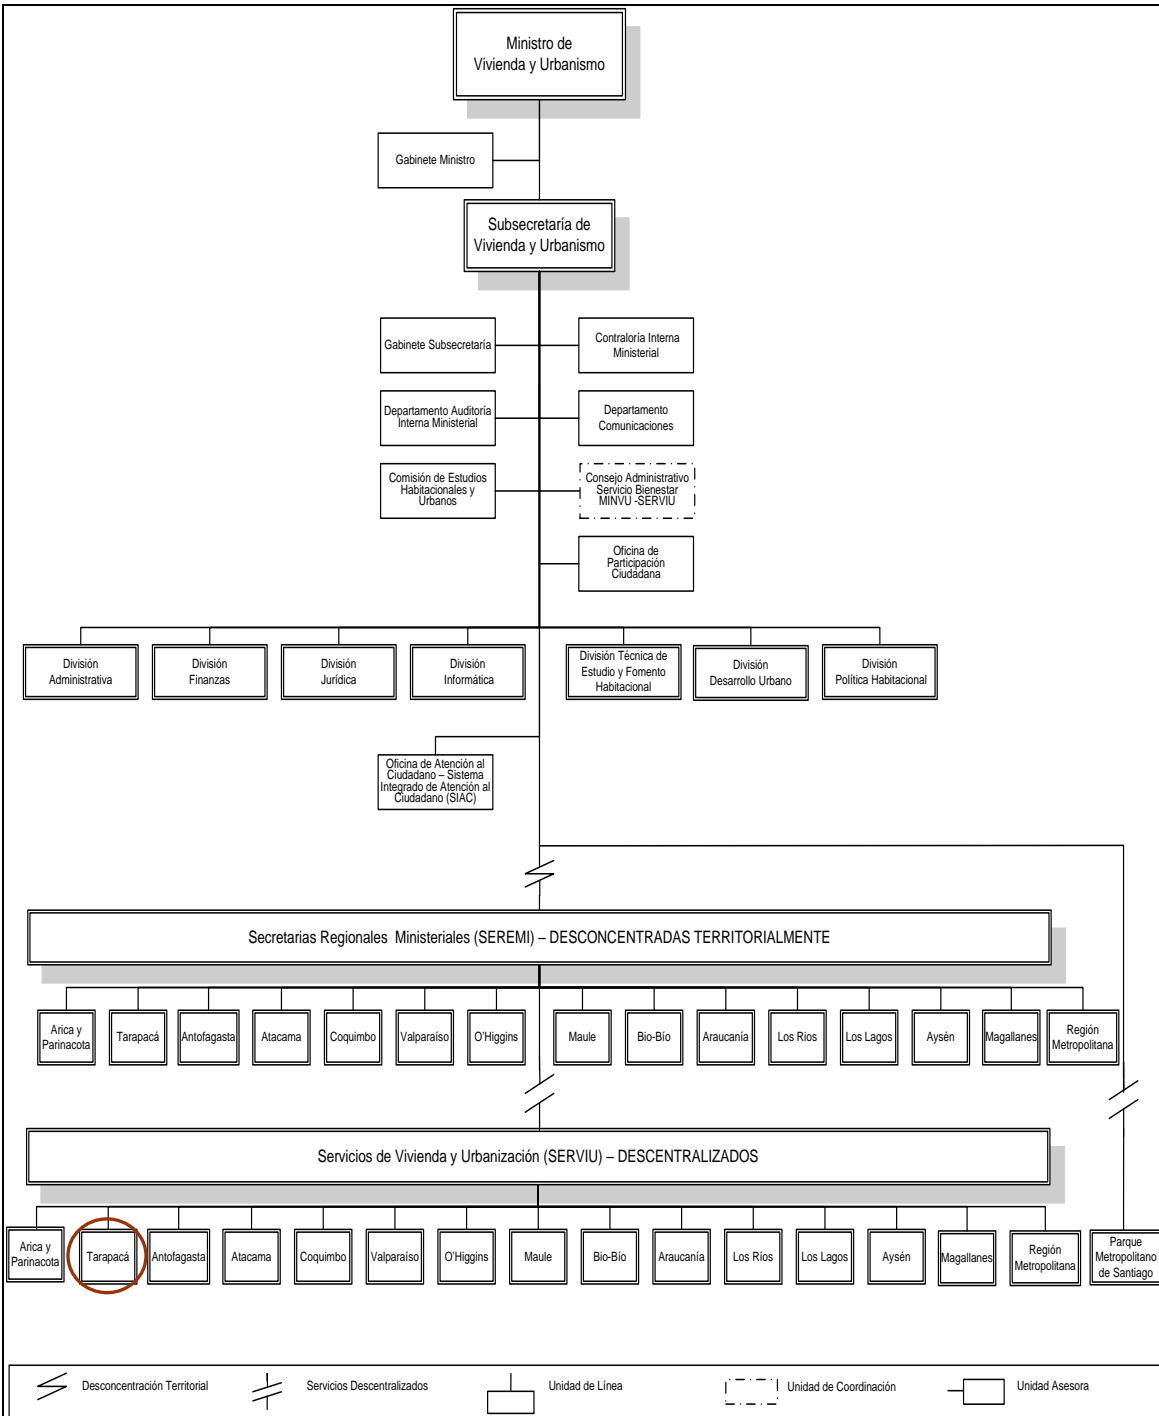 Ministro de
Vivienda y Urbanismo
Gabinete Ministro
Subsecretaría de
Vivienda y Urbanismo
Gabinete Subsecretaría
Contraloría Interna
Ministerial
Departamento Auditoría
Interna Ministerial
Departamento
Comunicaciones
Comisión de Estudios
Habitacionales y
Urbanos
Consejo Administrativo
Servicio Bienestar
MINVU -SERVIU
Oficina de
Participación
Ciudadana
División
Administrativa
División
Finanzas
División
Jurídica
División
Informática
División Técnica de
Estudio y Fomento
Habitacional
División
Desarrollo Urbano
División
Política Habitacional
Oficina de Atención al
Ciudadano – Sistema
Integrado de Atención al
Ciudadano (SIAC)
Secretarias Regionales Ministeriales (SEREMI) – DESCONCENTRADAS TERRITORIALMENTE
Arica y
Parinacota
Tarapacá
Antofagasta
Atacama
Coquimbo
Valparaíso
O'Higgins
Maule
Bio-Bío
Araucanía
Los Rios
Los Lagos
Aysén
Magallanes
Región
Metropolitana
Servicios de Vivienda y Urbanización (SERVIU) – DESCENTRALIZADOS
Arica y
Parinacota
Tarapacá
Antofagasta
Atacama
Coquimbo
Valparaíso
O'Higgins
Maule
Bio-Bío
Araucanía
Los Ríos
Los Lagos
Aysén
Magallanes
Región
Metropolitana
Parque
Metropolitano
de Santiago
Desconcentración Territorial
Servicios Descentralizados
Unidad de Línea
Unidad de Coordinación
Unidad Asesora